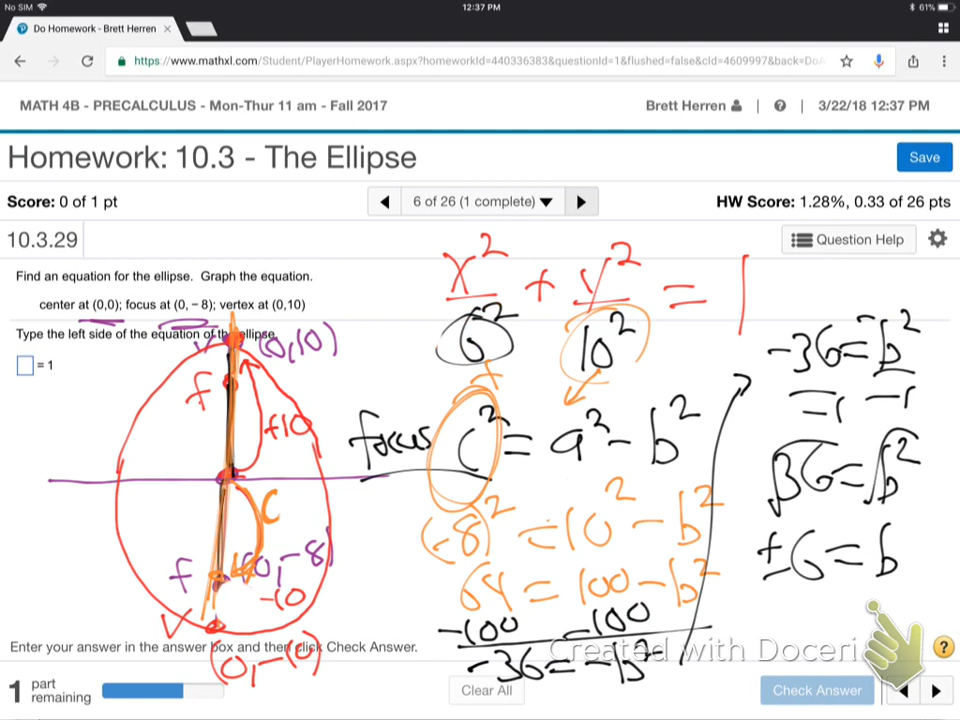 No SIM 12:37 PM 61%
Do Homework - Brett Herren ×
https://www.mathxl.com/Student/PlayerHomework.aspx?homeworkId=440336383&questionId=1&flushed=false&cId=4609997&back=DoA
MATH 4B - PRECALCULUS - Mon-Thur 11 am - Fall 2017 Brett Herren | ? | 3/22/18 12:37 PM
Homework: 10.3 - The Ellipse Save
Score: 0 of 1 pt 6 of 26 (1 complete) HW Score: 1.28%, 0.33 of 26 pts
10.3.29 Question Help
Find an equation for the ellipse. Graph the equation.
center at (0,0); focus at (0, −8); vertex at (0,10)
Type the left side of the equation of the ellipse.
= 1
x² + y² = 1
6² 10²
V (0,10)
f
focus c² = a² − b²
C
(−8)² = 10² − b²
f (0, −8)
−10
64 = 100 − b²
−100 −100
V
(0, −10)
−36 = −b²
−36 = −b²
√36 = √b²
±6 = b
Enter your answer in the answer box and then click Check Answer.
Created with Doceri
?
1 part remaining Clear All Check Answer